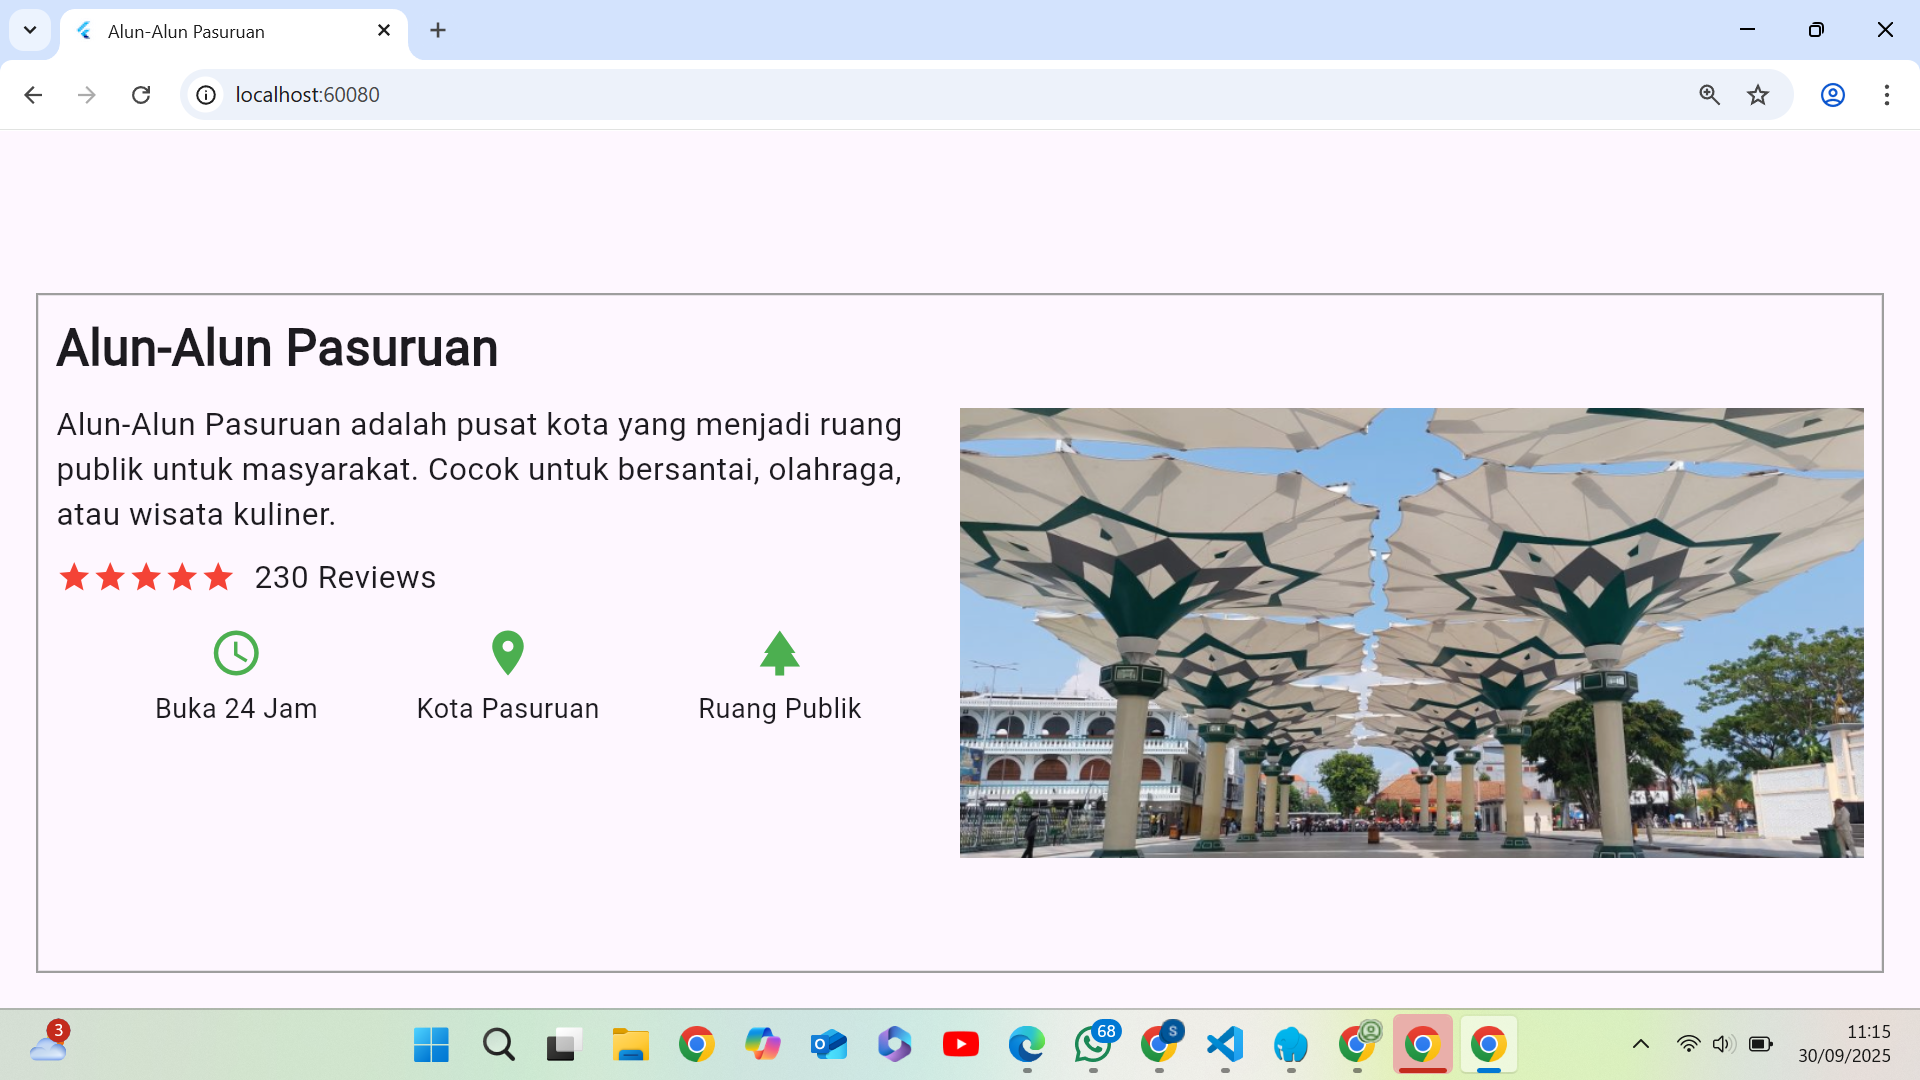 Alun-Alun Pasuruan
localhost:60080
Alun-Alun Pasuruan
Alun-Alun Pasuruan adalah pusat kota yang menjadi ruang
publik untuk masyarakat. Cocok untuk bersantai, olahraga,
atau wisata kuliner.
230 Reviews
Buka 24 Jam
Kota Pasuruan
Ruang Publik
3
68
S
11:15
30/09/2025